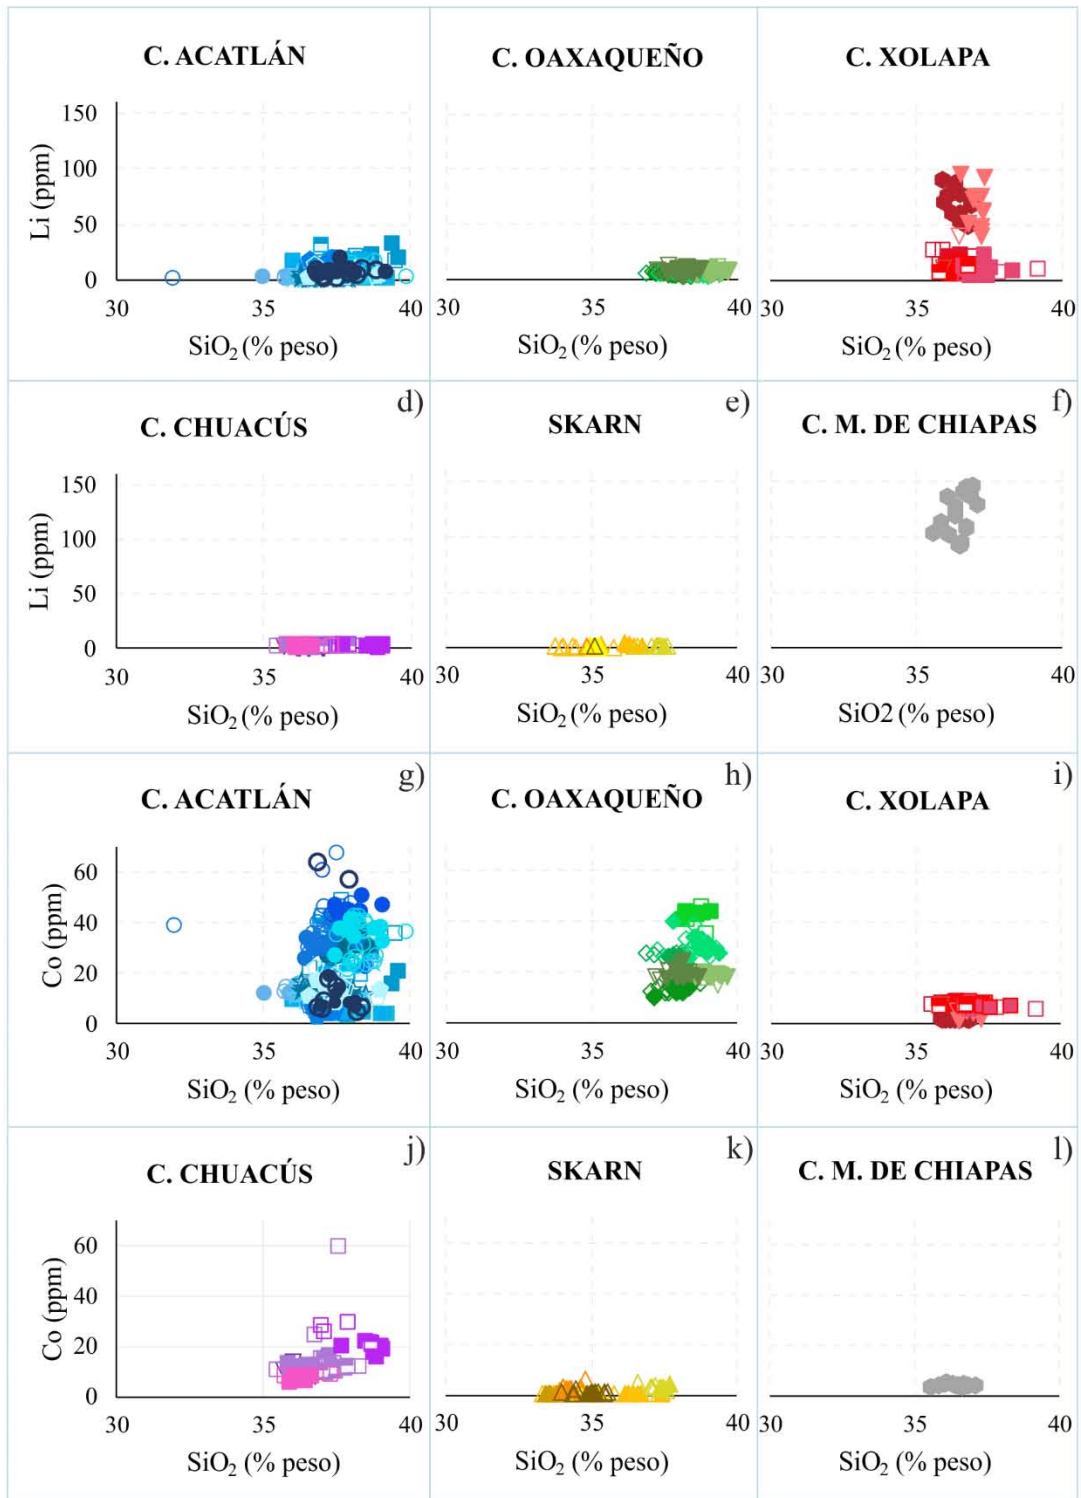 C. ACATLÁN
C. OAXAQUEÑO
C. XOLAPA
150
100
50
0
Li (ppm)
30 35 40
30 35 40
30 35 40
SiO2 (% peso)
SiO2 (% peso)
SiO2 (% peso)
d)
e)
f)
C. CHUACÚS
SKARN
C. M. DE CHIAPAS
150
100
50
0
Li (ppm)
30 35 40
30 35 40
30 35 40
SiO2 (% peso)
SiO2 (% peso)
SiO2 (% peso)
g)
h)
i)
C. ACATLÁN
C. OAXAQUEÑO
C. XOLAPA
60
40
20
0
Co (ppm)
30 35 40
30 35 40
30 35 40
SiO2 (% peso)
SiO2 (% peso)
SiO2 (% peso)
j)
k)
l)
C. CHUACÚS
SKARN
C. M. DE CHIAPAS
60
40
20
0
Co (ppm)
30 35 40
30 35 40
30 35 40
SiO2 (% peso)
SiO2 (% peso)
SiO2 (% peso)